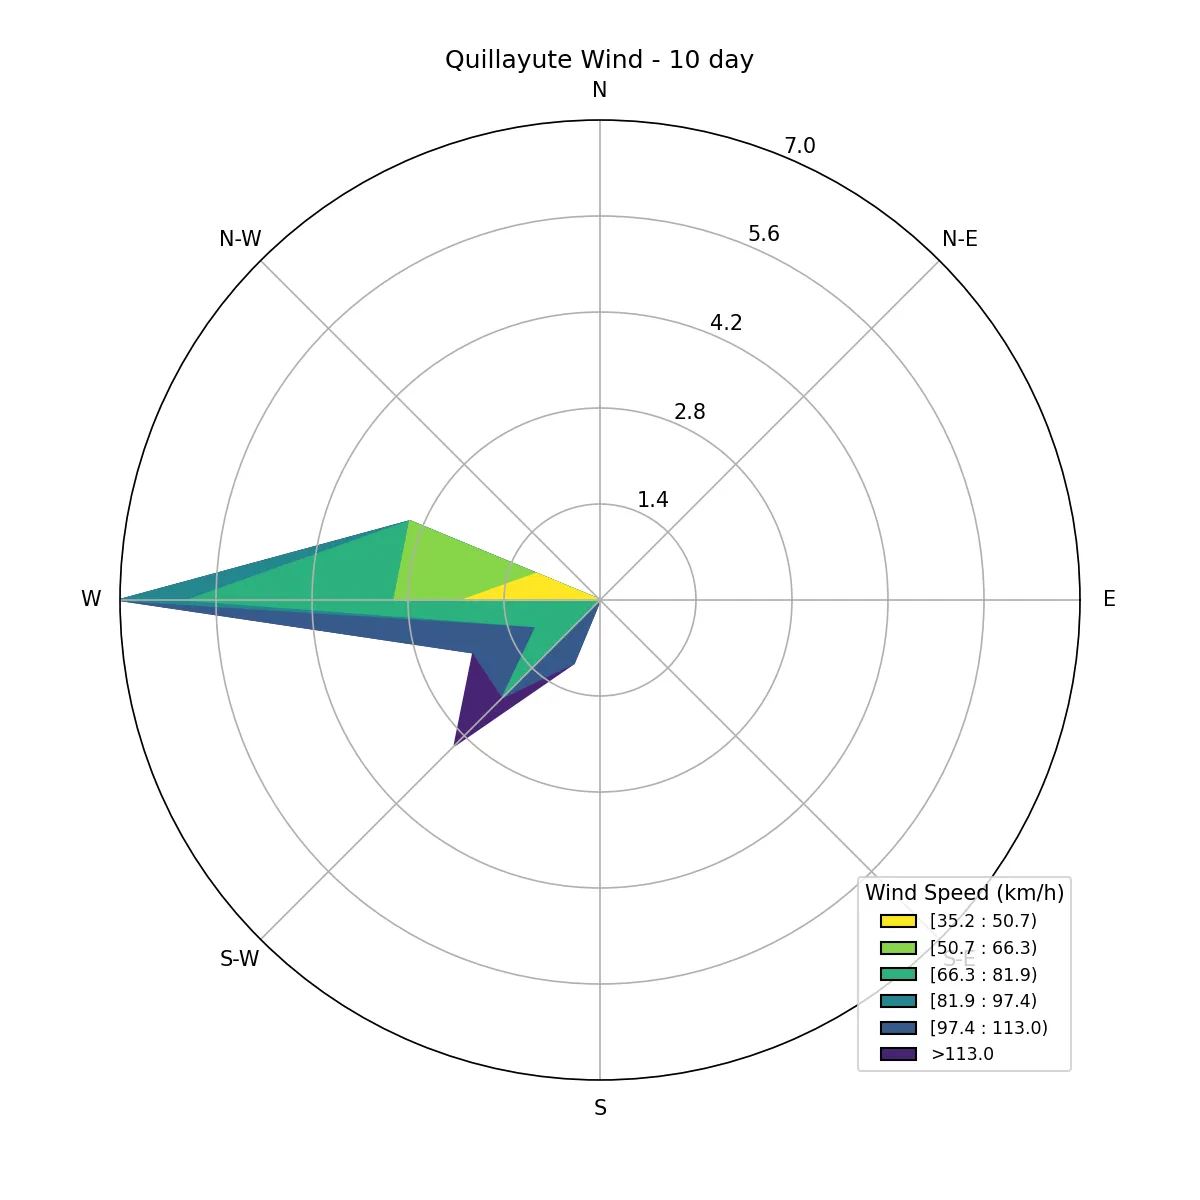 Quillayute Wind - 10 day
N
7.0
N-W
5.6
N-E
4.2
2.8
1.4
W
E
S-W
S-E
S
Wind Speed (km/h)
[35.2 : 50.7)
[50.7 : 66.3)
[66.3 : 81.9)
[81.9 : 97.4)
[97.4 : 113.0)
>113.0